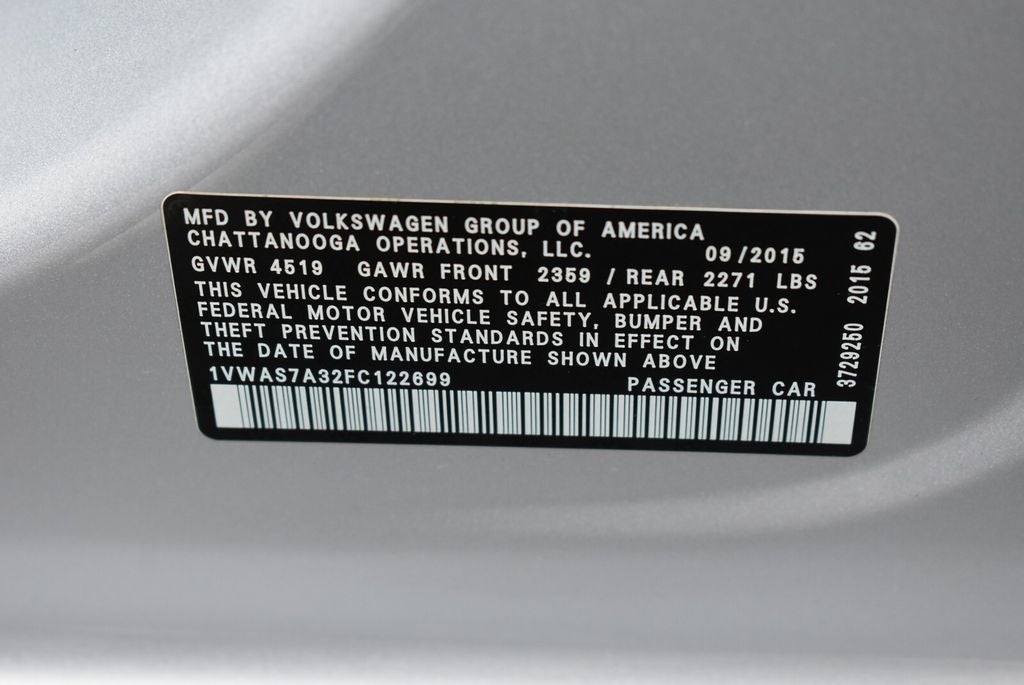 MFD BY VOLKSWAGEN GROUP OF AMERICA
CHATTANOOGA OPERATIONS, LLC. 09/2015
GVWR 4519 GAWR FRONT 2359 / REAR 2271 LBS
THIS VEHICLE CONFORMS TO ALL APPLICABLE U.S.
FEDERAL MOTOR VEHICLE SAFETY, BUMPER AND
THEFT PREVENTION STANDARDS IN EFFECT ON
THE DATE OF MANUFACTURE SHOWN ABOVE
1VWAS7A32FC122699 PASSENGER CAR
3729250 2015 62